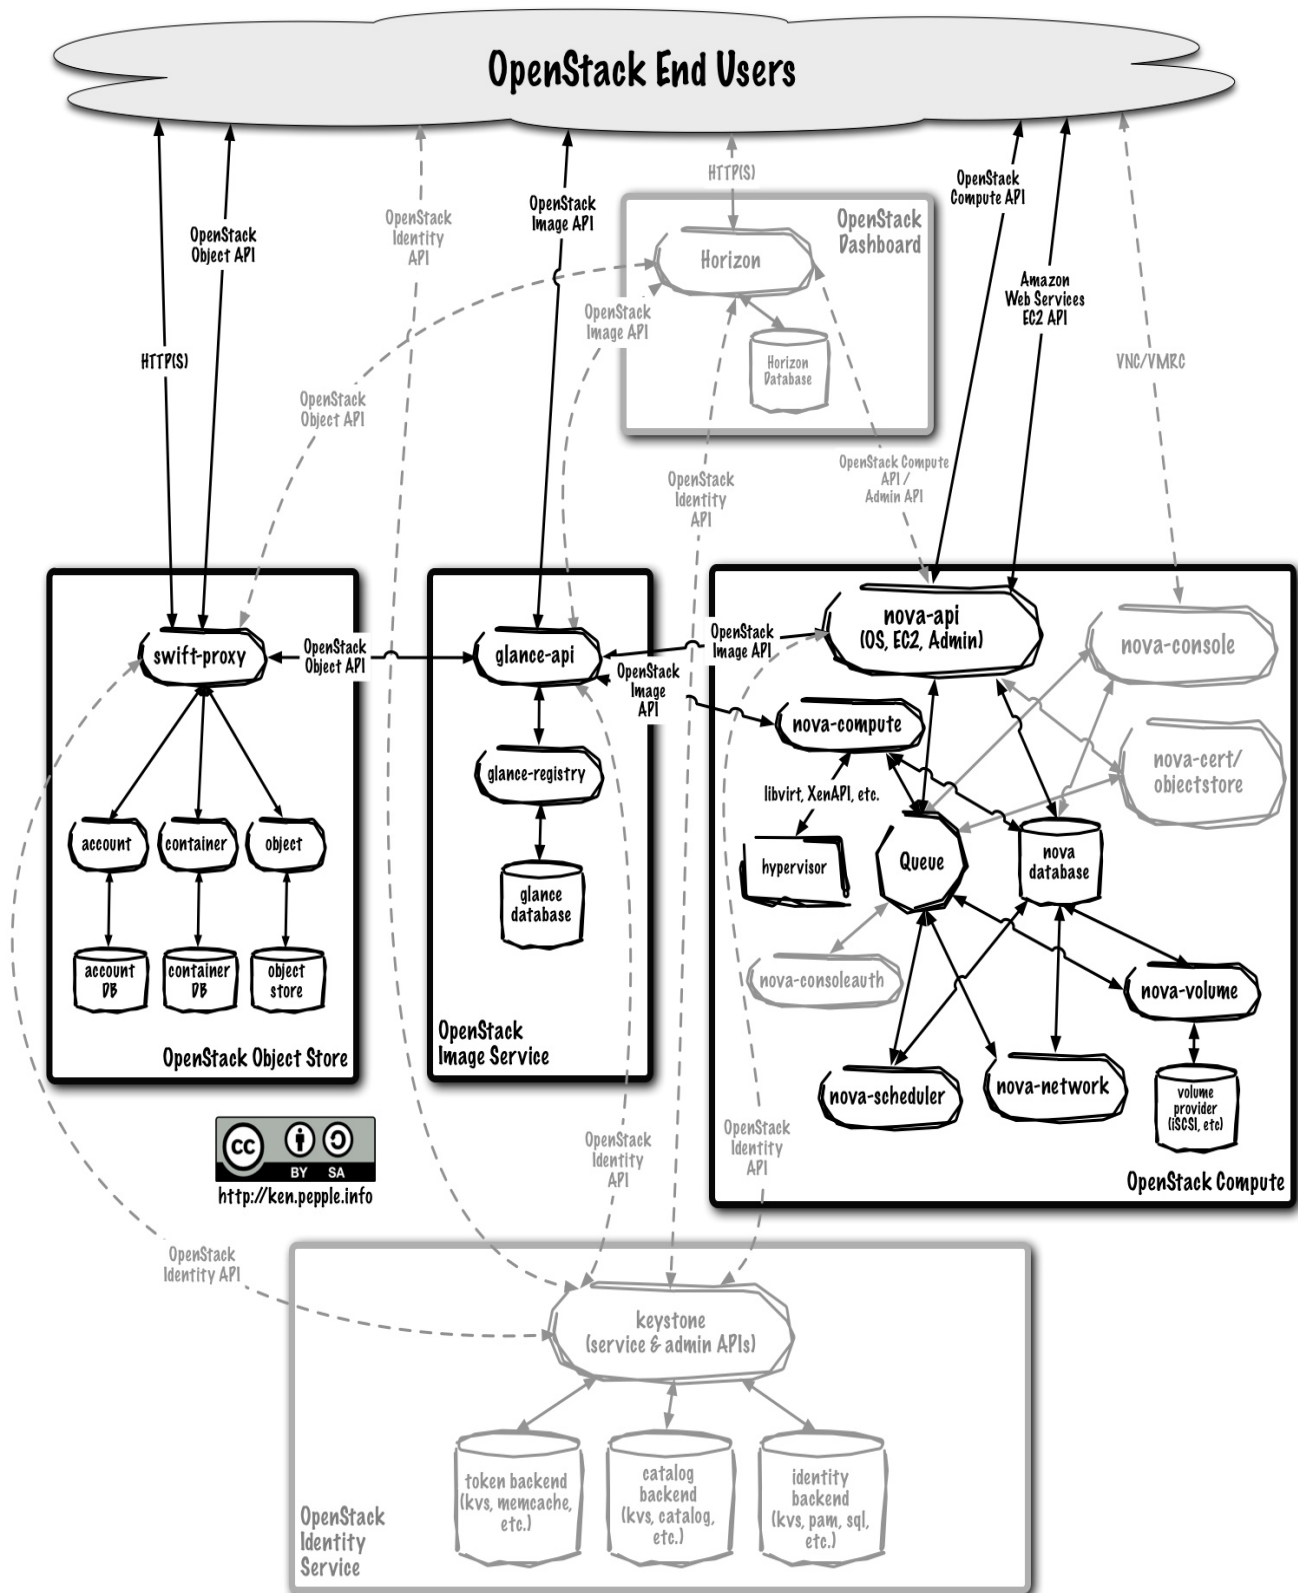 OpenStack End Users
HTTP(S)
OpenStack
Object API
OpenStack
Identity
API
OpenStack
Image API
HTTP(S)
OpenStack
Dashboard
Horizon
Horizon
Database
OpenStack
Image API
OpenStack
Object API
OpenStack
Identity
API
OpenStack Compute
API /
Admin API
OpenStack
Compute API
Amazon
Web Services
EC2 API
VNC/VMRC
swift-proxy
account
container
object
account
DB
container
DB
object
store
OpenStack Object Store
OpenStack
Object API
glance-api
glance-registry
glance
database
OpenStack
Image Service
OpenStack
Image API
OpenStack
Image
API
nova-api
(OS, EC2, Admin)
nova-console
nova-compute
nova-cert/
objectstore
libvirt, XenAPI, etc.
hypervisor
Queue
nova
database
nova-consoleauth
nova-volume
nova-scheduler
nova-network
volume
provider
(iSCSI, etc)
OpenStack Compute
cc
BY SA
http://ken.pepple.info
OpenStack
Identity API
OpenStack
Identity
API
OpenStack
Identity
API
keystone
(service & admin APIs)
token backend
(kvs, memcache,
etc.)
catalog
backend
(kvs, catalog,
etc.)
identity
backend
(kvs, pam, sql,
etc.)
OpenStack
Identity
Service